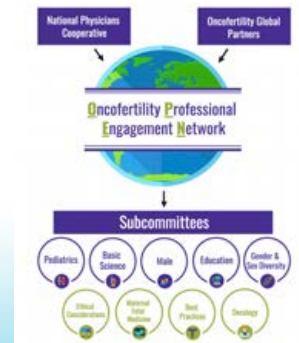 National Physicians
Cooperative
Oncofertility Global
Partners
Oncofertility Professional
Engagement Network
Subcommittees
Pediatrics
Basic
Science
Male
Education
Gender &
Sex Diversity
Ethical
Considerations
Maternal
Fetal
Medicine
Best
Practices
Oncology